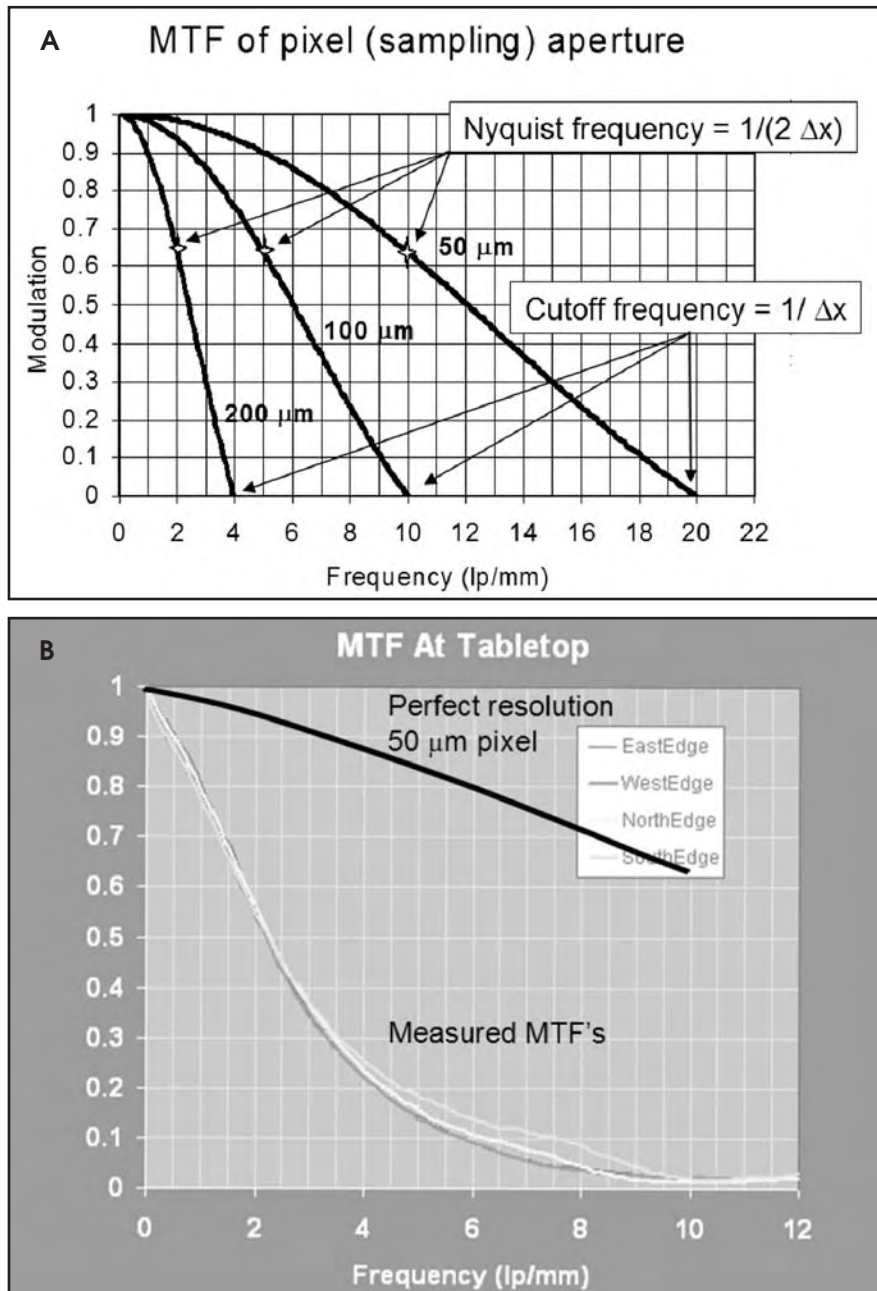 A
MTF of pixel (sampling) aperture
Nyquist frequency = 1/(2 Δx)
Cutoff frequency = 1/ Δx
50 μm
100 μm
200 μm
Modulation
1
0.9
0.8
0.7
0.6
0.5
0.4
0.3
0.2
0.1
0
0 2 4 6 8 10 12 14 16 18 20 22
Frequency (lp/mm)
B
MTF At Tabletop
Perfect resolution
50 μm pixel
EastEdge
WestEdge
NorthEdge
SouthEdge
Measured MTF's
1
0.9
0.8
0.7
0.6
0.5
0.4
0.3
0.2
0.1
0
0 2 4 6 8 10 12
Frequency (lp/mm)